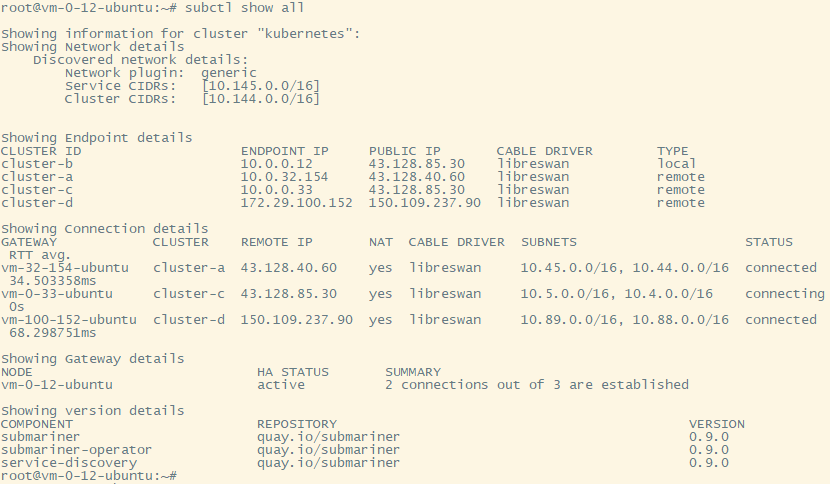 root@vm-0-12-ubuntu:~# subctl show all
Showing information for cluster "kubernetes":
Showing Network details
Discovered network details:
Network plugin: generic
Service CIDRs: [10.145.0.0/16]
Cluster CIDRs: [10.144.0.0/16]
Showing Endpoint details
CLUSTER ID ENDPOINT IP PUBLIC IP CABLE DRIVER TYPE
cluster-b 10.0.0.12 43.128.85.30 libreswan local
cluster-a 10.0.32.154 43.128.40.60 libreswan remote
cluster-c 10.0.0.33 43.128.85.30 libreswan remote
cluster-d 172.29.100.152 150.109.237.90 libreswan remote
Showing Connection details
GATEWAY CLUSTER REMOTE IP NAT CABLE DRIVER SUBNETS STATUS
RTT avg.
vm-32-154-ubuntu cluster-a 43.128.40.60 yes libreswan 10.45.0.0/16, 10.44.0.0/16 connected
34.503358ms
vm-0-33-ubuntu cluster-c 43.128.85.30 yes libreswan 10.5.0.0/16, 10.4.0.0/16 connecting
0s
vm-100-152-ubuntu cluster-d 150.109.237.90 yes libreswan 10.89.0.0/16, 10.88.0.0/16 connected
68.298751ms
Showing Gateway details
NODE HA STATUS SUMMARY
vm-0-12-ubuntu active 2 connections out of 3 are established
Showing version details
COMPONENT REPOSITORY VERSION
submariner quay.io/submariner 0.9.0
submariner-operator quay.io/submariner 0.9.0
service-discovery quay.io/submariner 0.9.0
root@vm-0-12-ubuntu:~#